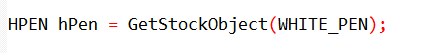 HPEN hPen = GetStockObject(WHITE_PEN);